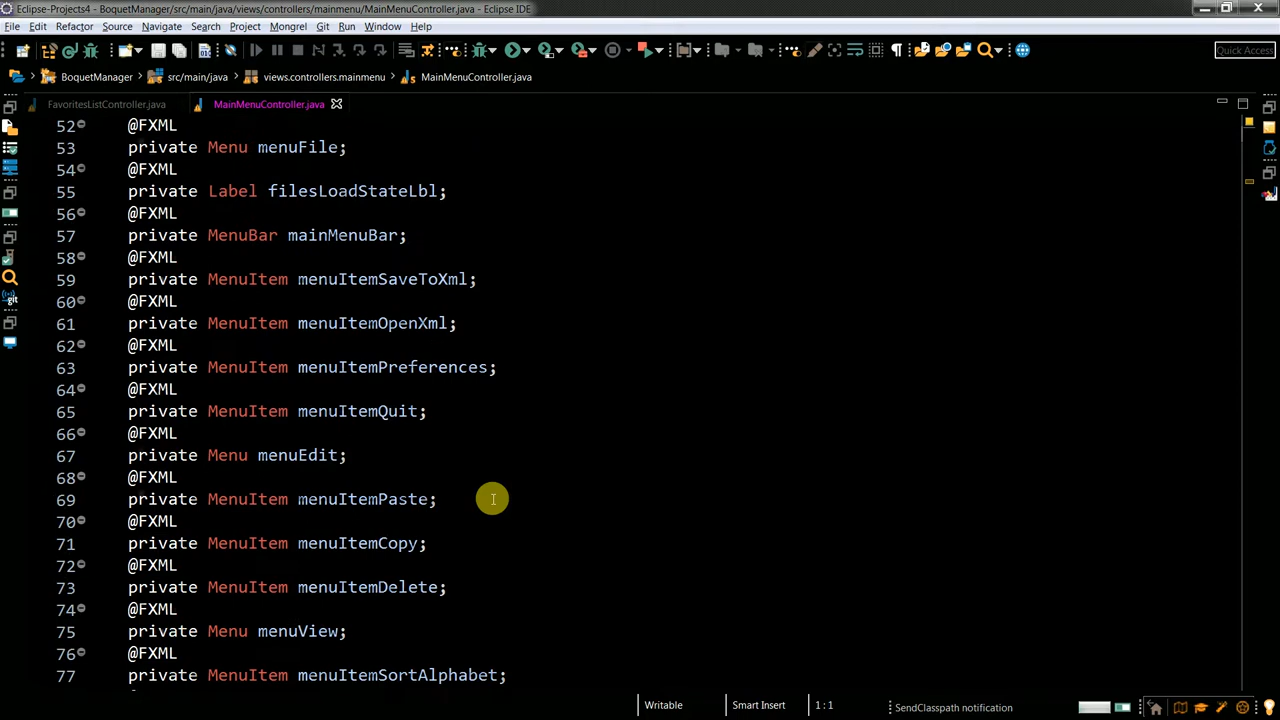 Eclipse-Projects4 - BoquetManager/src/main/java/views/controllers/mainmenu/MainMenuController.java - Eclipse IDE
File Edit Refactor Source Navigate Search Project Mongrel Git Run Window Help
Quick Access
BoquetManager src/main/java views.controllers.mainmenu MainMenuController.java
FavoritesListController.java MainMenuController.java
52 @FXML
53 private Menu menuFile;
54 @FXML
55 private Label filesLoadStateLbl;
56 @FXML
57 private MenuBar mainMenuBar;
58 @FXML
59 private MenuItem menuItemSaveToXml;
60 @FXML
61 private MenuItem menuItemOpenXml;
62 @FXML
63 private MenuItem menuItemPreferences;
64 @FXML
65 private MenuItem menuItemQuit;
66 @FXML
67 private Menu menuEdit;
68 @FXML
69 private MenuItem menuItemPaste;
70 @FXML
71 private MenuItem menuItemCopy;
72 @FXML
73 private MenuItem menuItemDelete;
74 @FXML
75 private Menu menuView;
76 @FXML
77 private MenuItem menuItemSortAlphabet;
Writable Smart Insert 1 : 1 SendClasspath notification